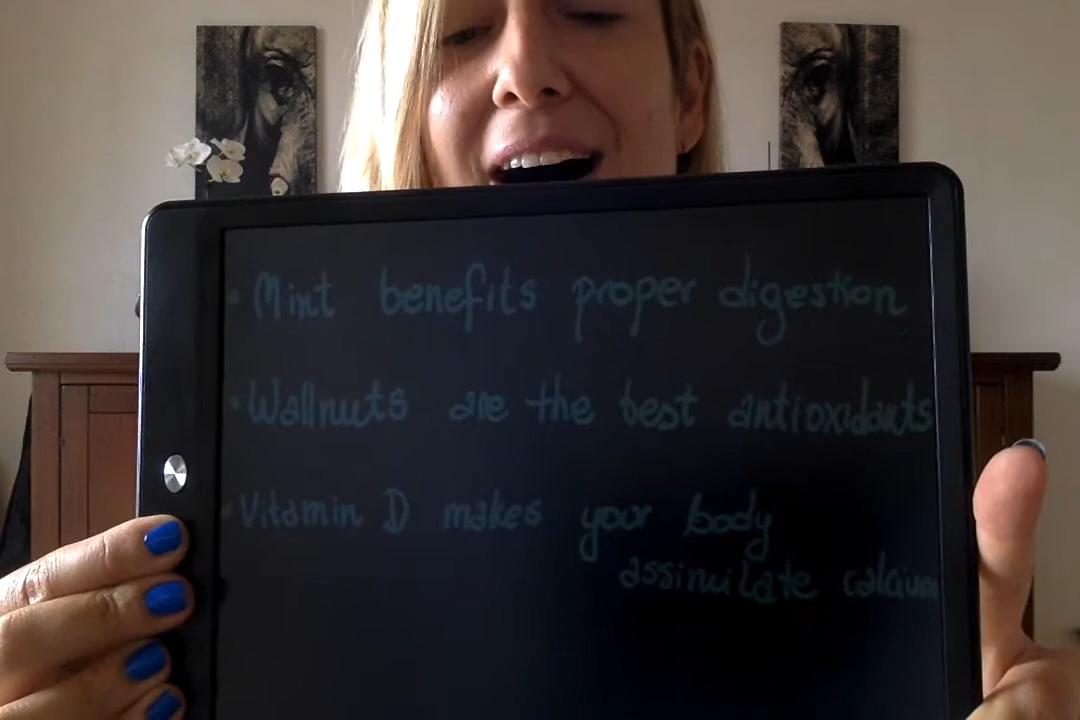 • Mint benefits proper digestion
• Wallnuts are the best antioxidants
• Vitamin D makes your body
assimilate calcium